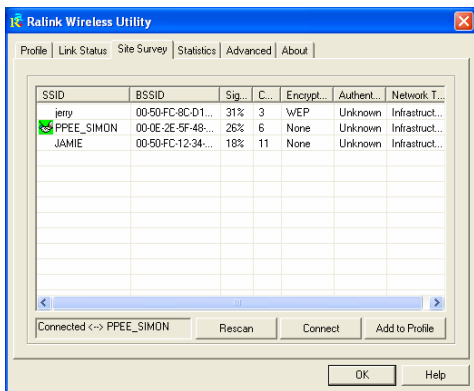 Ralink Wireless Utility
Profile Link Status Site Survey Statistics Advanced About
SSID BSSID Sig... C... Encrypt... Authent... Network T...
jerry 00-50-FC-8C-D1... 31% 3 WEP Unknown Infrastruct...
PPEE_SIMON 00-0E-2E-5F-48-... 26% 6 None Unknown Infrastruct...
JAMIE 00-50-FC-12-34-... 18% 11 None Unknown Infrastruct...
Connected <--> PPEE_SIMON Rescan Connect Add to Profile
OK Help